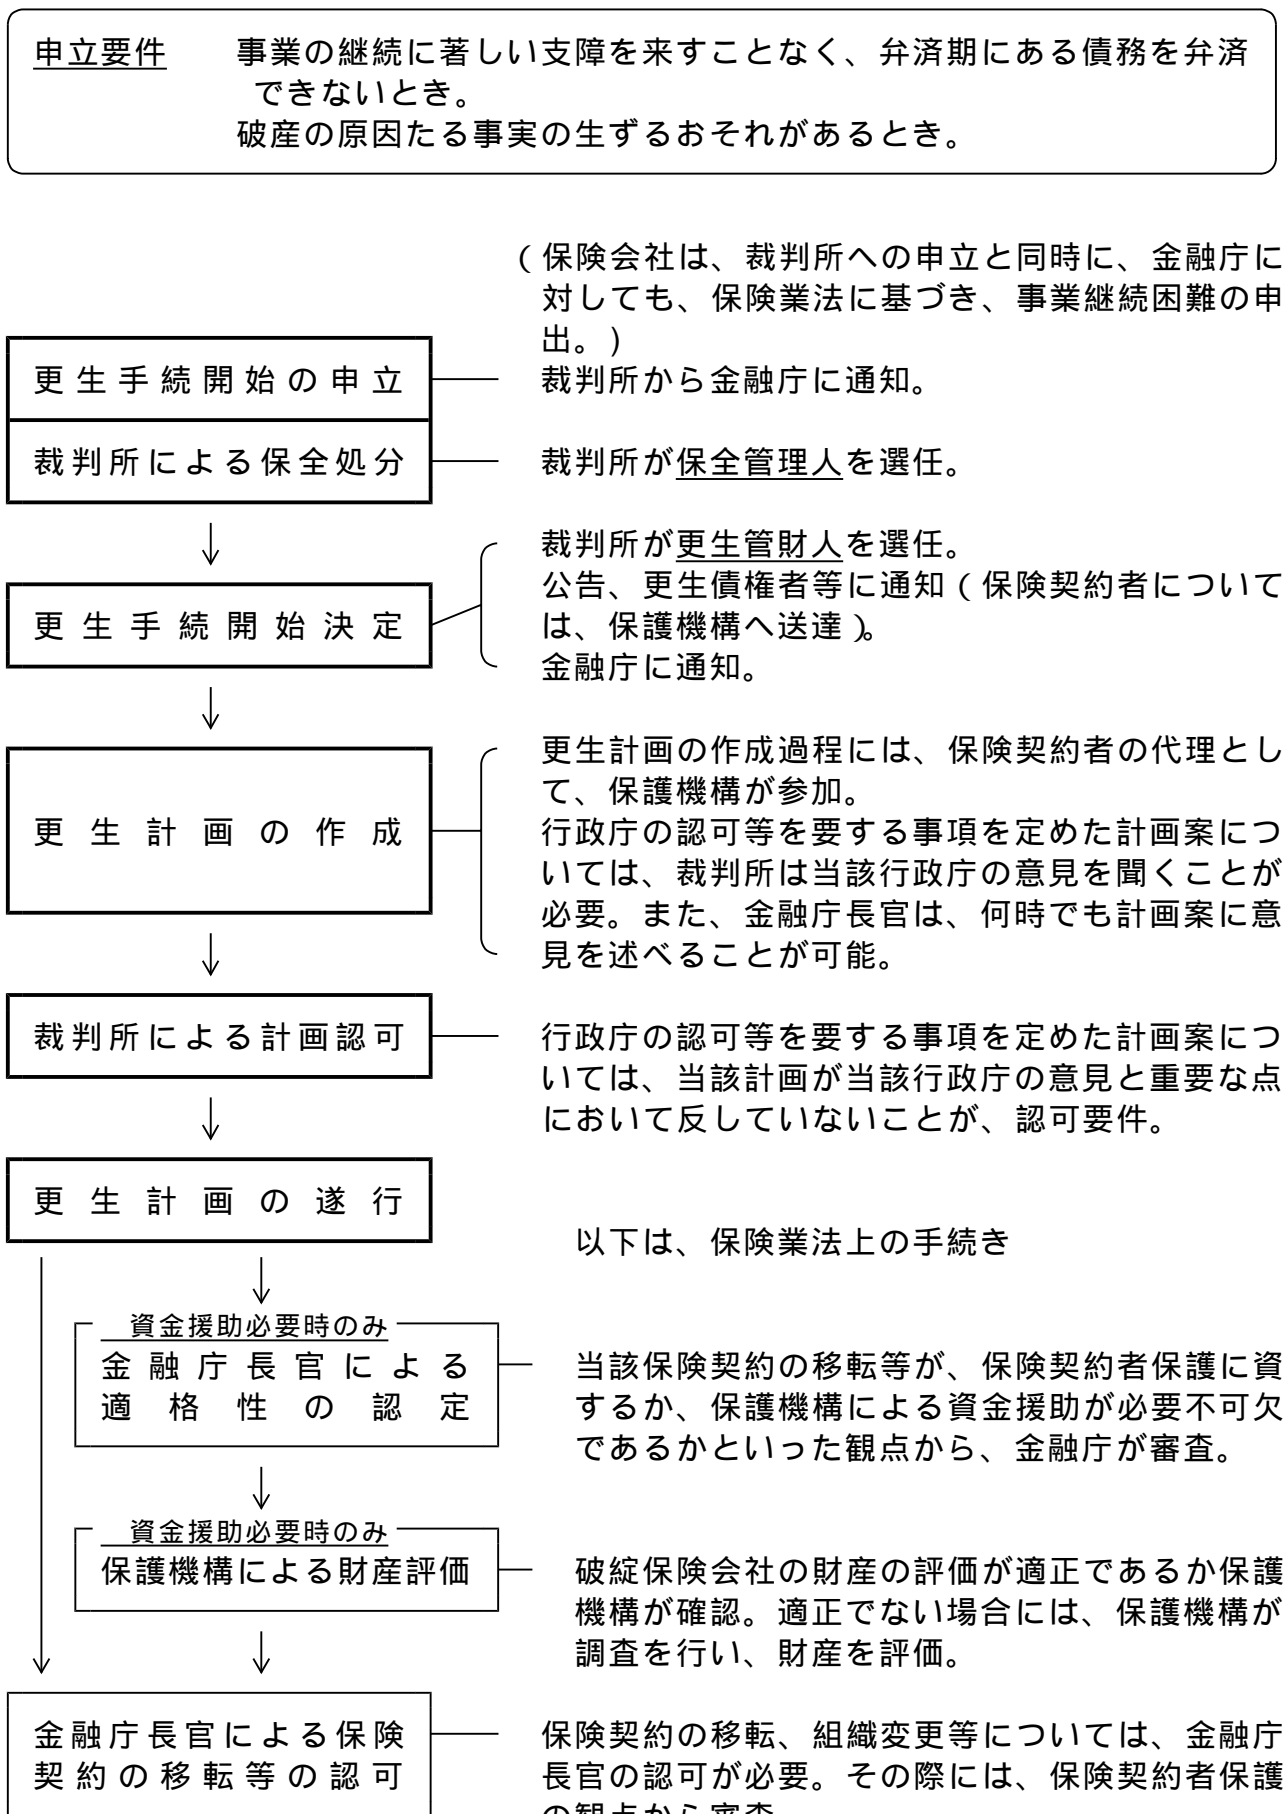 申立要件　事業の継続に著しい支障を来すことなく、弁済期にある債務を弁済
できないとき。
破産の原因たる事実の生ずるおそれがあるとき。
(保険会社は、裁判所への申立と同時に、金融庁に
対しても、保険業法に基づき、事業継続困難の申
出。)
更生手続開始の申立
裁判所から金融庁に通知。
裁判所による保全処分
裁判所が保全管理人を選任。
裁判所が更生管財人を選任。
公告、更生債権者等に通知(保険契約者について
は、保護機構へ送達)。
金融庁に通知。
更生手続開始決定
更生計画の作成過程には、保険契約者の代理とし
て、保護機構が参加。
行政庁の認可等を要する事項を定めた計画案につ
いては、裁判所は当該行政庁の意見を聞くことが
必要。また、金融庁長官は、何時でも計画案に意
見を述べることが可能。
更生計画の作成
裁判所による計画認可
行政庁の認可等を要する事項を定めた計画案につ
いては、当該計画が当該行政庁の意見と重要な点
において反していないことが、認可要件。
更生計画の遂行
以下は、保険業法上の手続き
資金援助必要時のみ
金融庁長官による
適格性の認定
当該保険契約の移転等が、保険契約者保護に資
するか、保護機構による資金援助が必要不可欠
であるかといった観点から、金融庁が審査。
資金援助必要時のみ
保護機構による財産評価
破綻保険会社の財産の評価が適正であるか保護
機構が確認。適正でない場合には、保護機構が
調査を行い、財産を評価。
金融庁長官による保険
契約の移転等の認可
保険契約の移転、組織変更等については、金融庁
長官の認可が必要。その際には、保険契約者保護
の観点から審査。